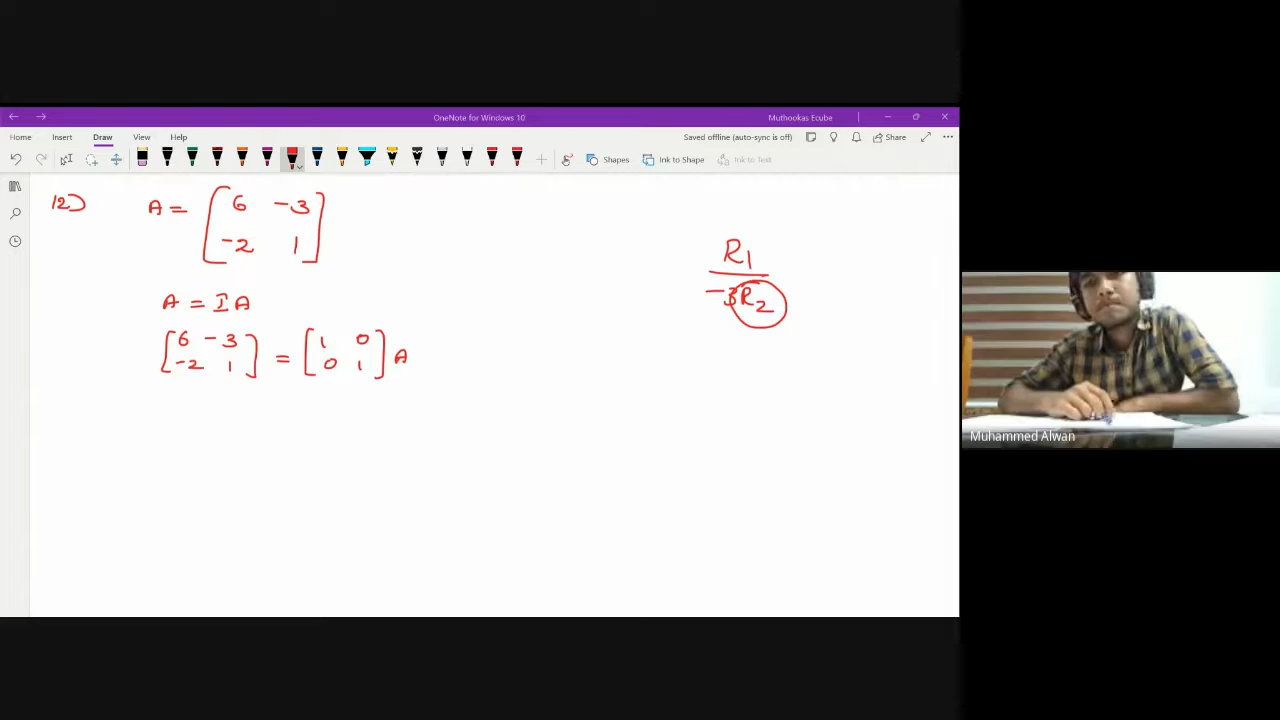 OneNote for Windows 10
Muthookas Ecube
Home Insert Draw View Help
Saved offline (auto-sync is off)
Share
Shapes
Ink to Shape
Ink to Text
12)
A = [ 6 -3
-2 1 ]
A = IA
[ 6 -3
-2 1 ] = [ 1 0
0 1 ] A
R1
-3R2
Muhammed Alwan